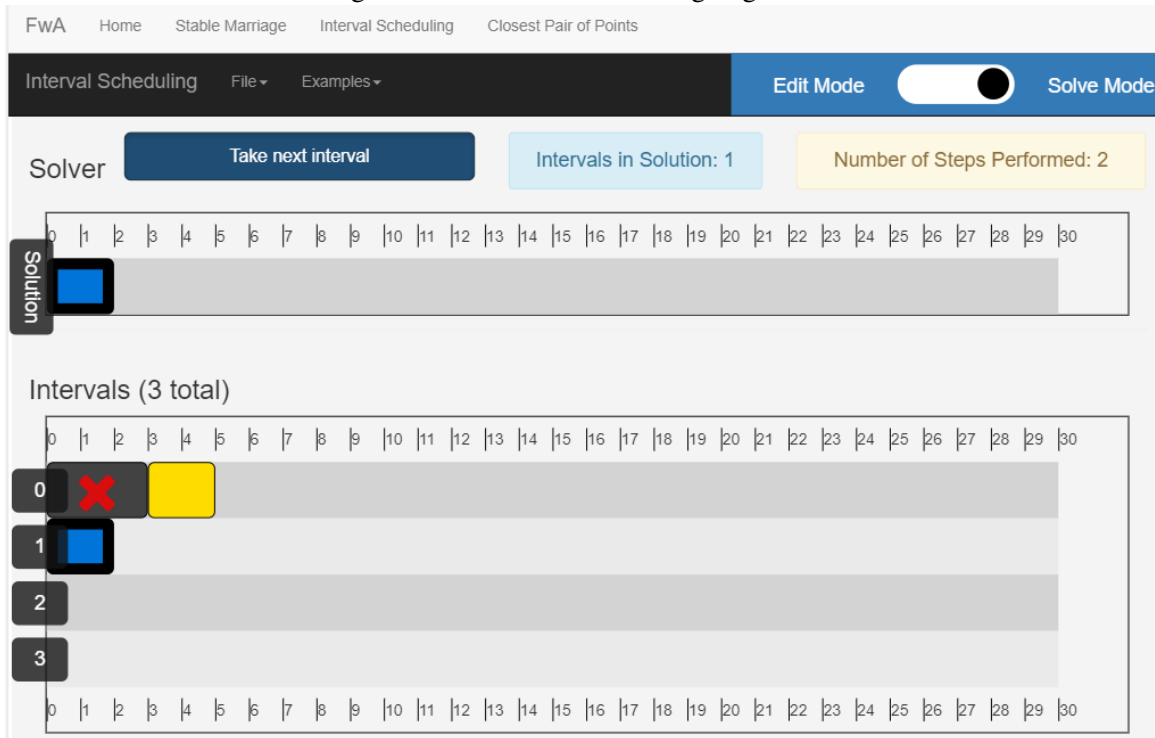 FwA Home Stable Marriage Interval Scheduling Closest Pair of Points
Interval Scheduling File Examples Edit Mode Solve Mode
Solver Take next interval Intervals in Solution: 1 Number of Steps Performed: 2
0 1 2 3 4 5 6 7 8 9 10 11 12 13 14 15 16 17 18 19 20 21 22 23 24 25 26 27 28 29 30
Solution
Intervals (3 total)
0 1 2 3 4 5 6 7 8 9 10 11 12 13 14 15 16 17 18 19 20 21 22 23 24 25 26 27 28 29 30
0
1
2
3
0 1 2 3 4 5 6 7 8 9 10 11 12 13 14 15 16 17 18 19 20 21 22 23 24 25 26 27 28 29 30